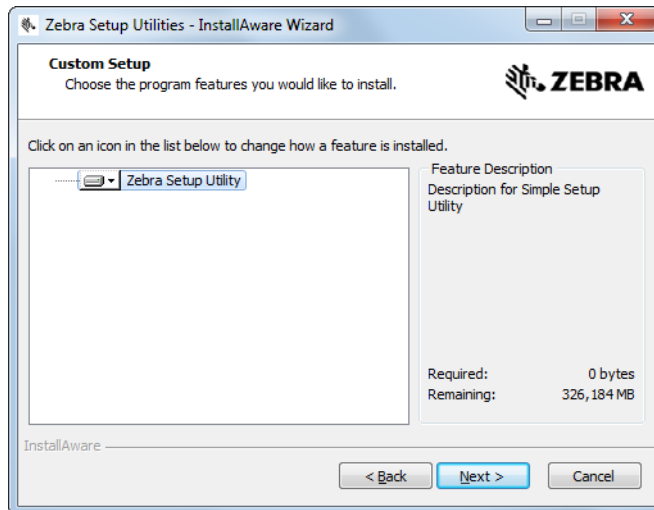 Zebra Setup Utilities - InstallAware Wizard
Custom Setup
Choose the program features you would like to install.
ZEBRA
Click on an icon in the list below to change how a feature is installed.
Zebra Setup Utility
Feature Description
Description for Simple Setup
Utility
Required: 0 bytes
Remaining: 326,184 MB
InstallAware
< Back Next > Cancel